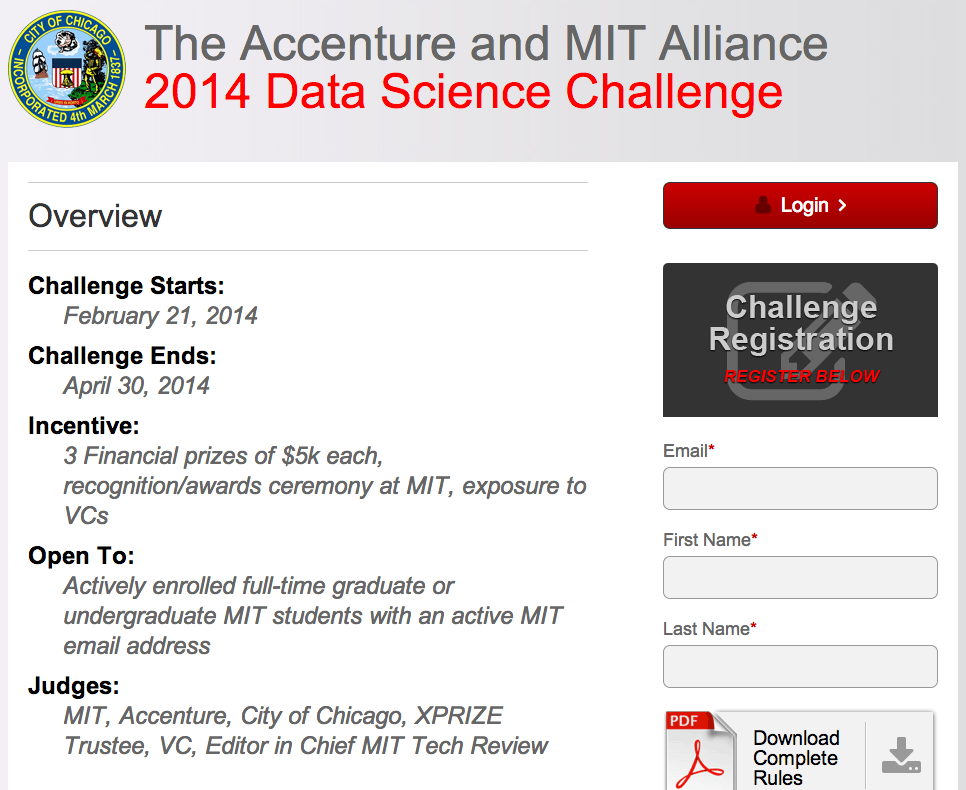 CITY OF CHICAGO
INCORPORATED 4th MARCH 1837
The Accenture and MIT Alliance
2014 Data Science Challenge
Overview
Challenge Starts:
February 21, 2014
Challenge Ends:
April 30, 2014
Incentive:
3 Financial prizes of $5k each,
recognition/awards ceremony at MIT, exposure to
VCs
Open To:
Actively enrolled full-time graduate or
undergraduate MIT students with an active MIT
email address
Judges:
MIT, Accenture, City of Chicago, XPRIZE
Trustee, VC, Editor in Chief MIT Tech Review
Login ›
Challenge
Registration
REGISTER BELOW
Email*
First Name*
Last Name*
PDF
Download
Complete
Rules